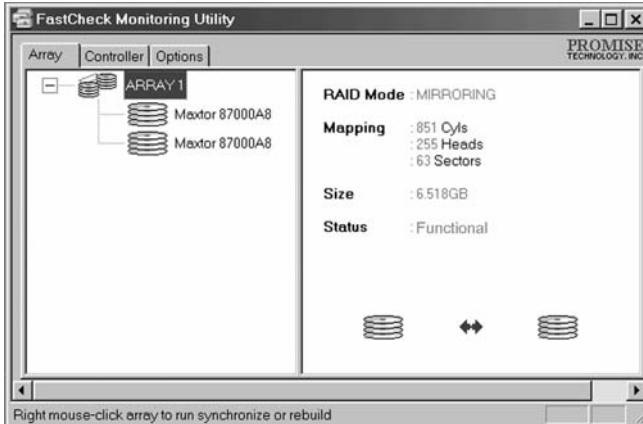 FastCheck Monitoring Utility
Array Controller Options
PROMISE
TECHNOLOGY, INC
ARRAY 1
Maxtor 87000A8
Maxtor 87000A8
RAID Mode : MIRRORING
Mapping : 851 Cyls
: 255 Heads
: 63 Sectors
Size : 6.518GB
Status : Functional
Right mouse-click array to run synchronize or rebuild